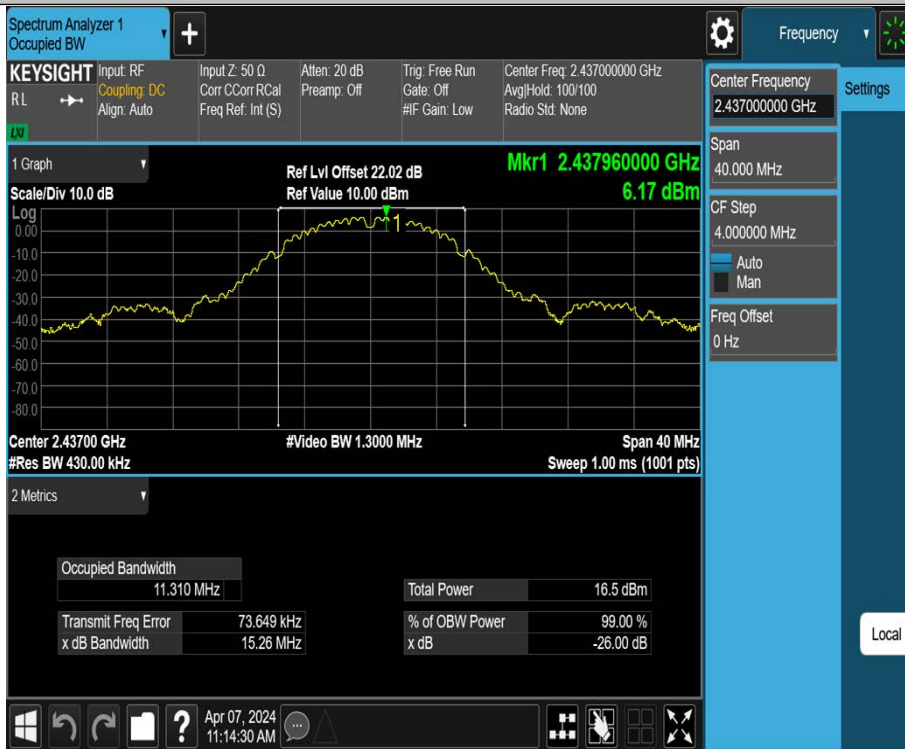 Spectrum Analyzer 1
Occupied BW
Frequency
KEYSIGHT
R L
LXI
Input: RF
Coupling: DC
Align: Auto
Input Z: 50 Ω
Corr CCorr RCal
Freq Ref: Int (S)
Atten: 20 dB
Preamp: Off
Trig: Free Run
Gate: Off
#IF Gain: Low
Center Freq: 2.437000000 GHz
Avg|Hold: 100/100
Radio Std: None
Center Frequency
2.437000000 GHz
Settings
Span
40.000 MHz
CF Step
4.000000 MHz
Auto
Man
Freq Offset
0 Hz
1 Graph
Scale/Div 10.0 dB
Ref Lvl Offset 22.02 dB
Ref Value 10.00 dBm
Mkr1 2.437960000 GHz
6.17 dBm
Log
0.00
-10.0
-20.0
-30.0
-40.0
-50.0
-60.0
-70.0
-80.0
1
Center 2.43700 GHz
#Res BW 430.00 kHz
#Video BW 1.3000 MHz
Span 40 MHz
Sweep 1.00 ms (1001 pts)
2 Metrics
Occupied Bandwidth
11.310 MHz
Total Power 16.5 dBm
Transmit Freq Error 73.649 kHz
% of OBW Power 99.00 %
x dB Bandwidth 15.26 MHz
x dB -26.00 dB
Local
?
Apr 07, 2024
11:14:30 AM